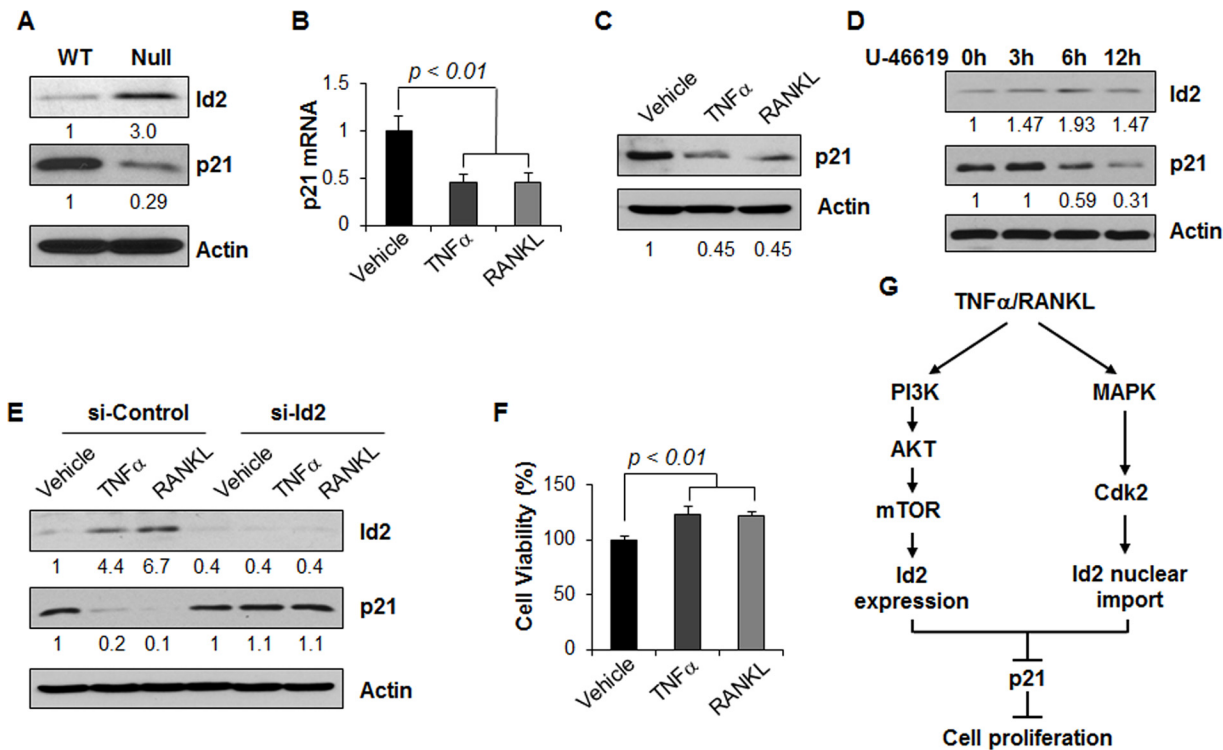 A
WT Null
Id2
1 3.0
p21
1 0.29
Actin
B
p < 0.01
p21 mRNA
1.5
1
0.5
0
Vehicle
TNFα
RANKL
C
Vehicle
TNFα
RANKL
p21
Actin
1 0.45 0.45
D
U-46619 0h 3h 6h 12h
Id2
1 1.47 1.93 1.47
p21
1 1 0.59 0.31
Actin
E
si-Control si-Id2
Vehicle TNFα RANKL Vehicle TNFα RANKL
Id2
1 4.4 6.7 0.4 0.4 0.4
p21
1 0.2 0.1 1 1.1 1.1
Actin
F
p < 0.01
Cell Viability (%)
150
100
50
0
Vehicle
TNFα
RANKL
G
TNFα/RANKL
PI3K MAPK
AKT
Cdk2
mTOR
Id2 Id2 nuclear
expression import
p21
Cell proliferation